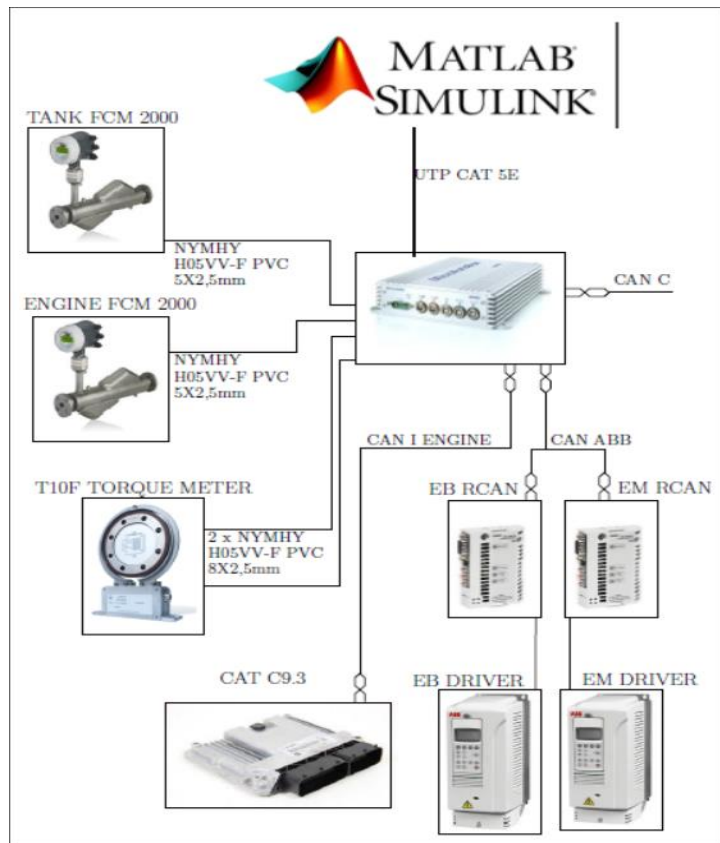 MATLAB®
SIMULINK®
TANK FCM 2000
UTP CAT 5E
NYMHY
H05VV-F PVC
5X2,5mm
CAN C
ENGINE FCM 2000
NYMHY
H05VV-F PVC
5X2,5mm
CAN I ENGINE
CAN ABB
T10F TORQUE METER
EB RCAN
EM RCAN
2 x NYMHY
H05VV-F PVC
8X2,5mm
CAT C9.3
EB DRIVER
EM DRIVER
ABB
ABB